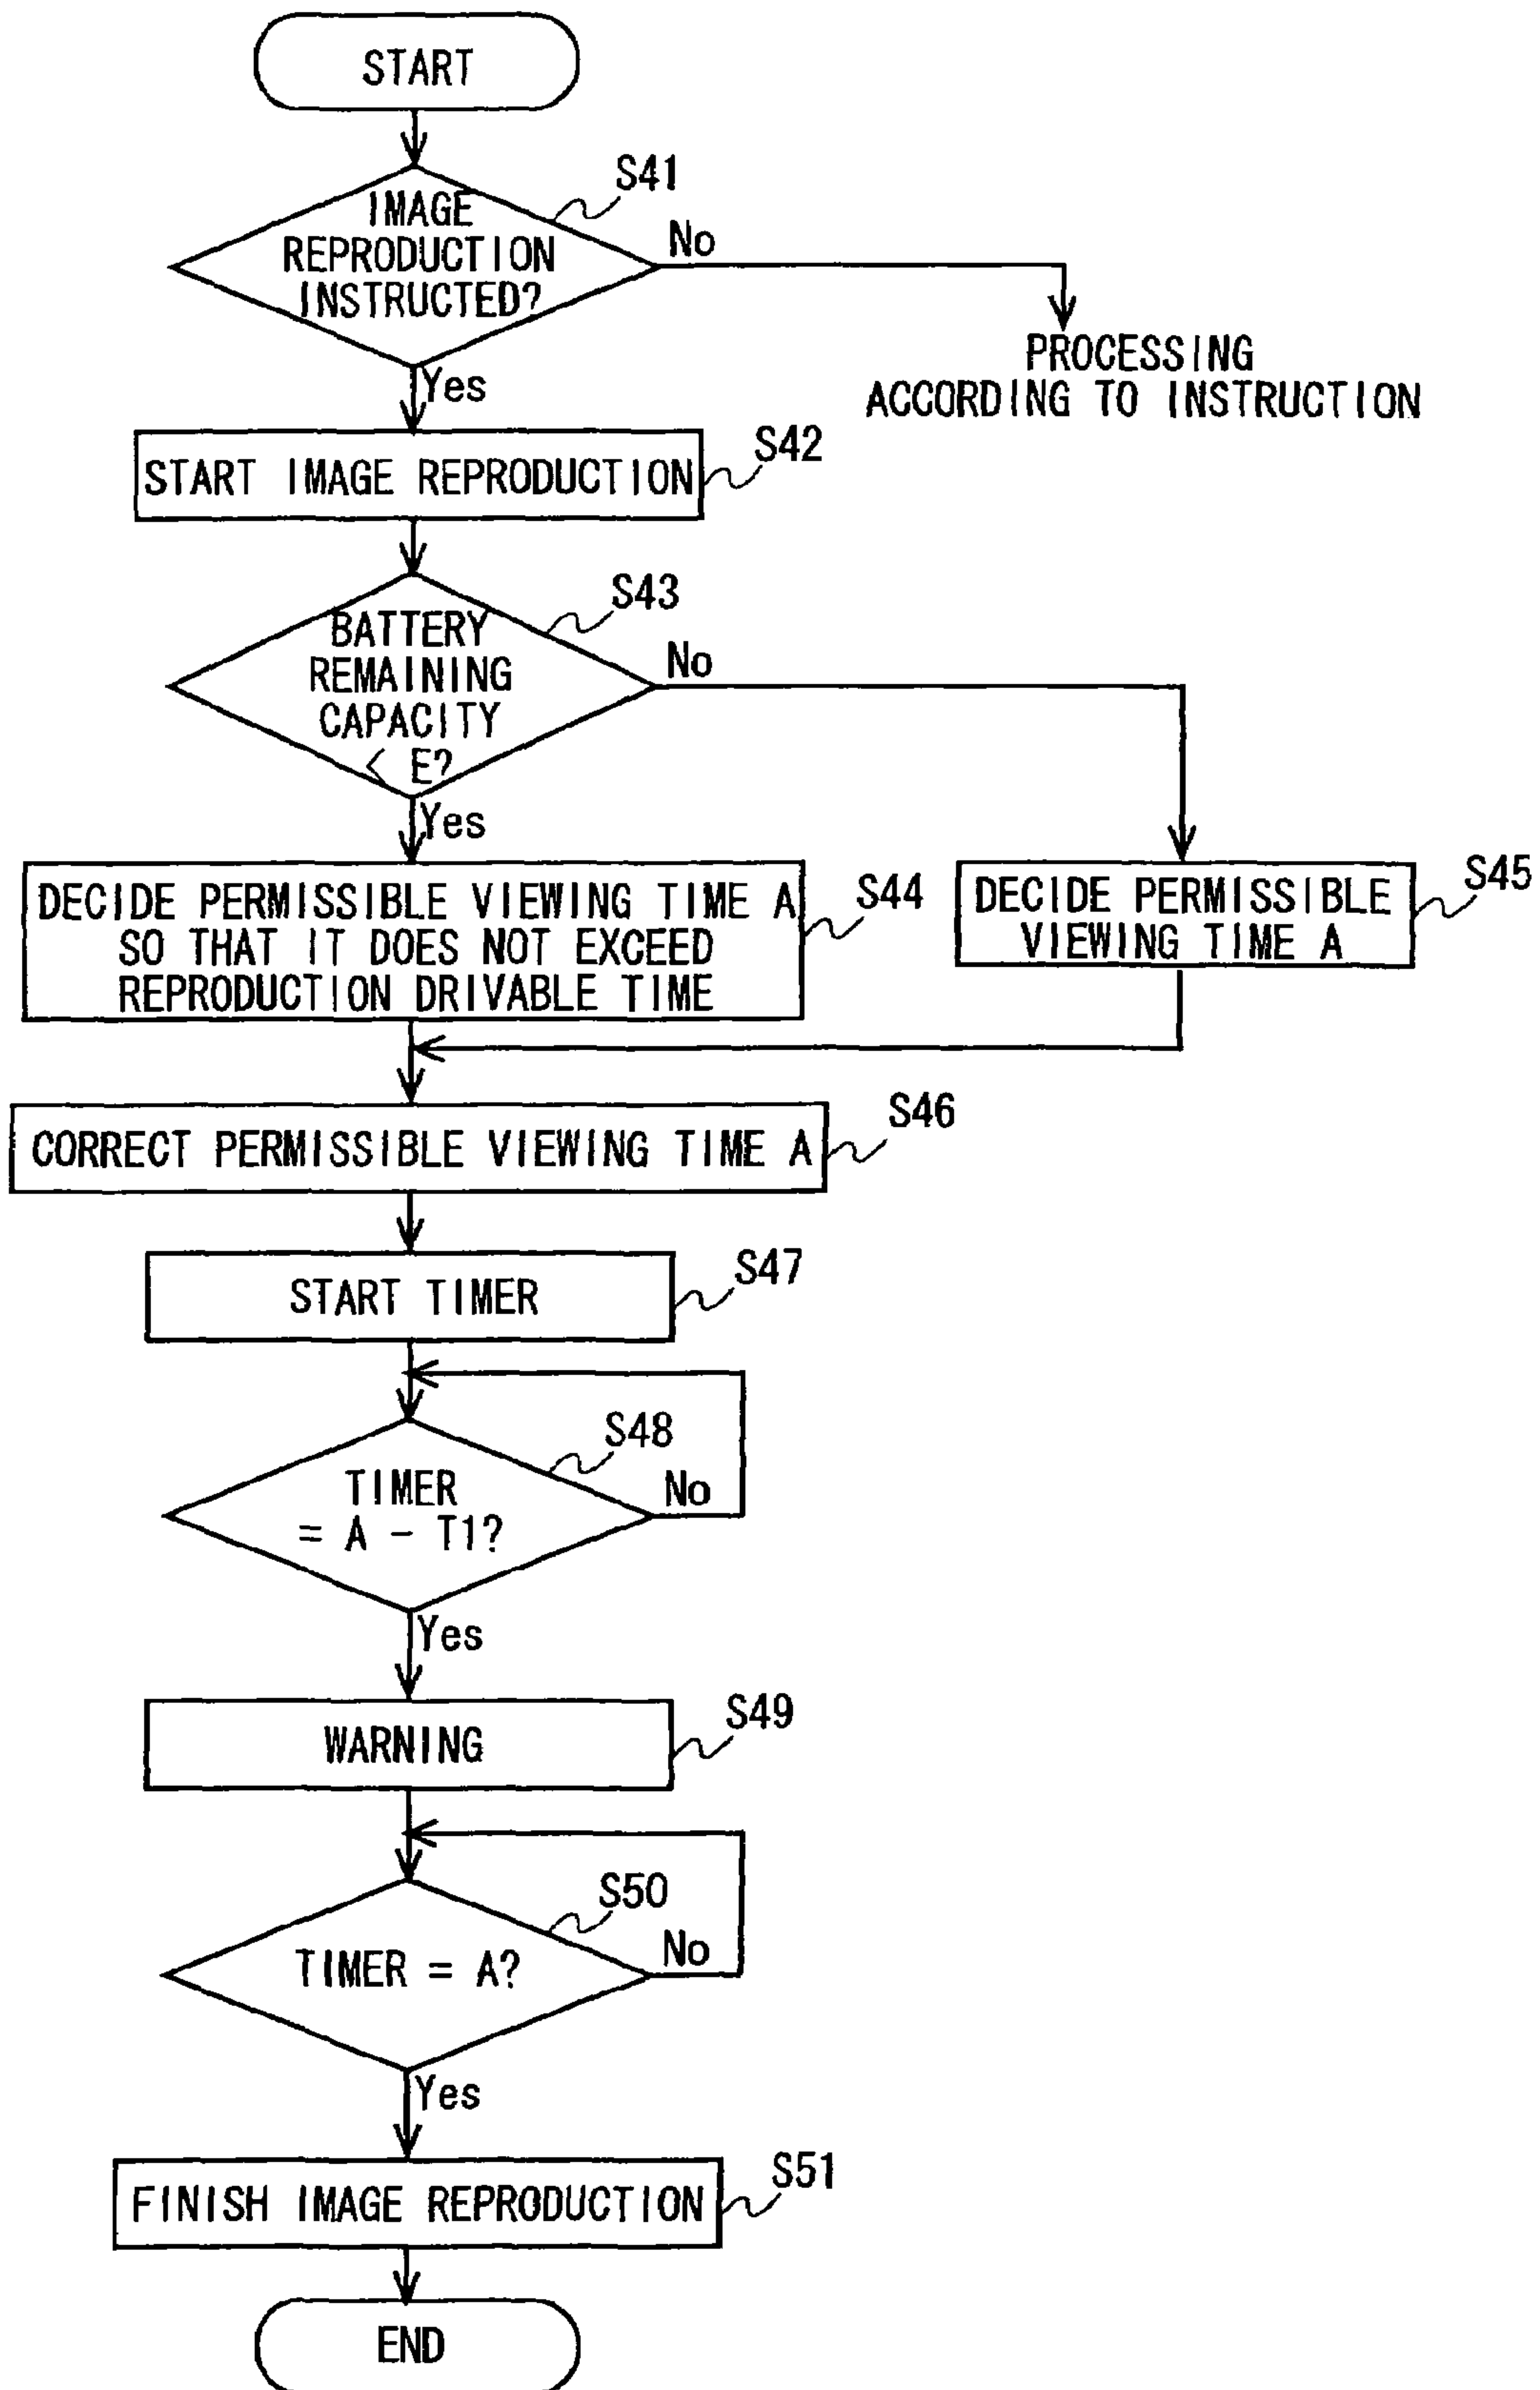 START
S41
IMAGE
REPRODUCTION
INSTRUCTED?
No
PROCESSING
ACCORDING TO INSTRUCTION
Yes
S42
START IMAGE REPRODUCTION
S43
BATTERY
REMAINING
CAPACITY
< E?
No
Yes
DECIDE PERMISSIBLE VIEWING TIME A
SO THAT IT DOES NOT EXCEED
REPRODUCTION DRIVABLE TIME
S44
DECIDE PERMISSIBLE
VIEWING TIME A
S45
CORRECT PERMISSIBLE VIEWING TIME A
S46
START TIMER
S47
S48
TIMER
= A - T1?
No
Yes
WARNING
S49
S50
TIMER = A?
No
Yes
FINISH IMAGE REPRODUCTION
S51
END